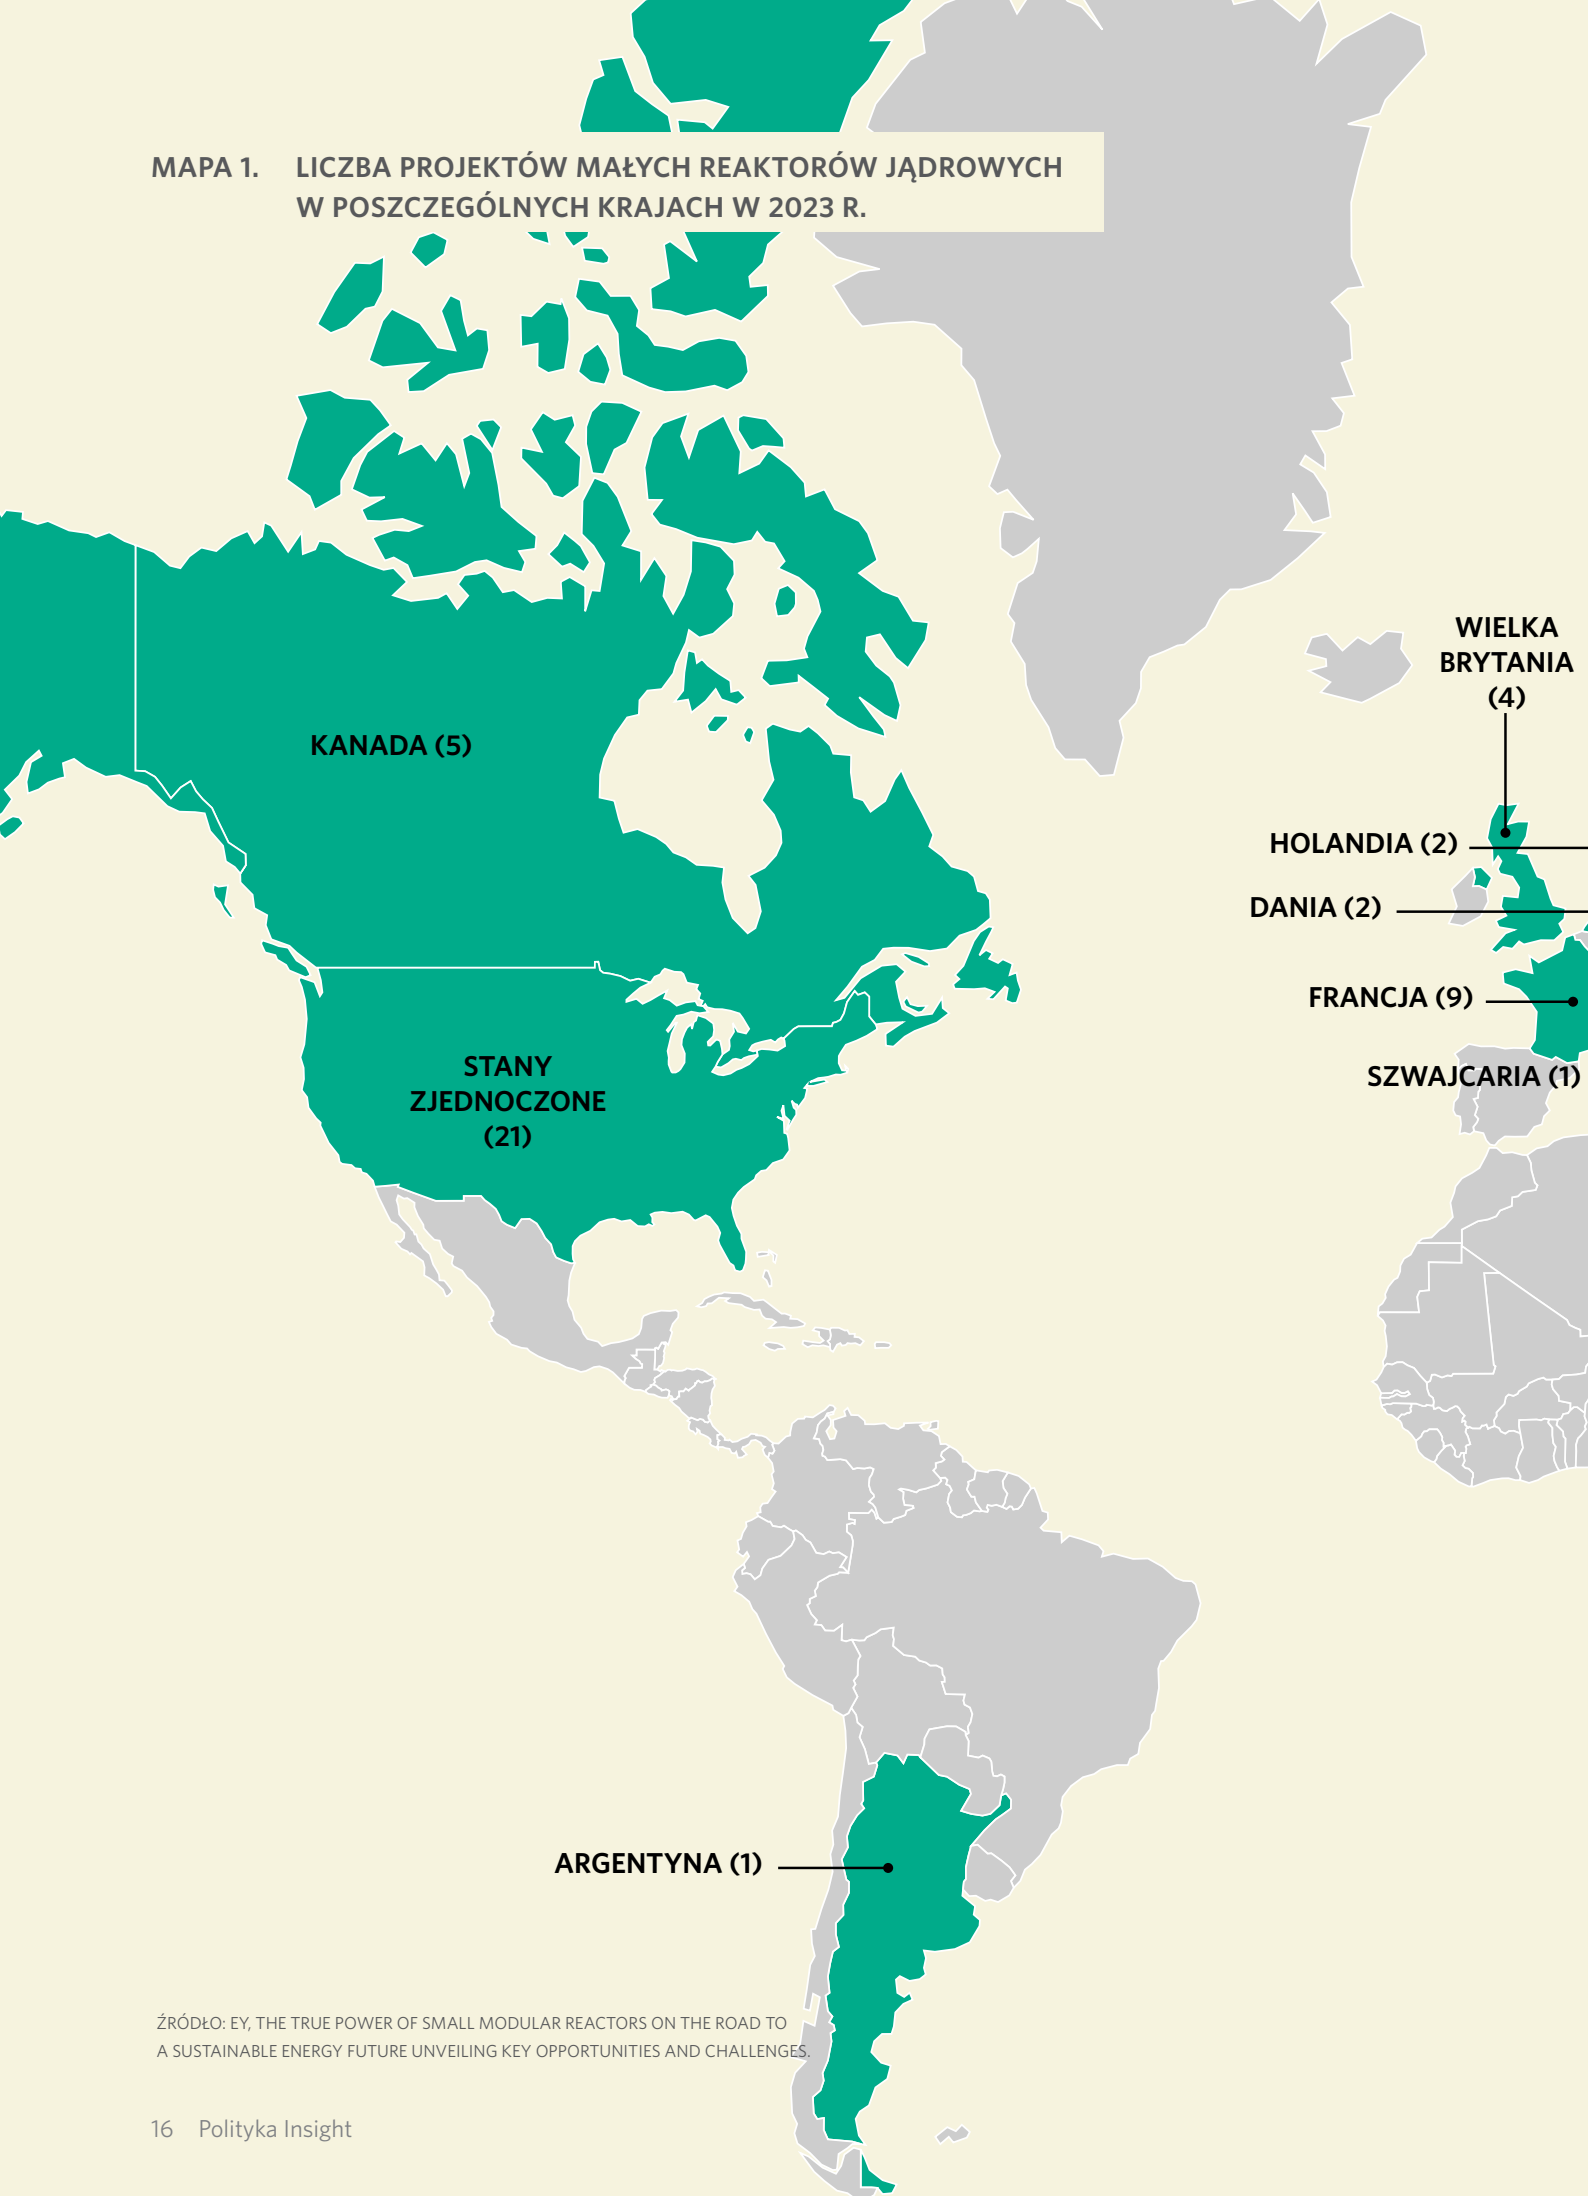 MAPA 1. LICZBA PROJEKTÓW MAŁYCH REAKTORÓW JĄDROWYCH
W POSZCZEGÓLNYCH KRAJACH W 2023 R.
WIELKA
BRYTANIA
(4)
KANADA (5)
HOLANDIA (2)
DANIA (2)
FRANCJA (9)
STANY
ZJEDNOCZONE
(21)
SZWAJCARIA (1)
ARGENTYNA (1)
ŹRÓDŁO: EY, THE TRUE POWER OF SMALL MODULAR REACTORS ON THE ROAD TO
A SUSTAINABLE ENERGY FUTURE UNVEILING KEY OPPORTUNITIES AND CHALLENGES.
16 Polityka Insight